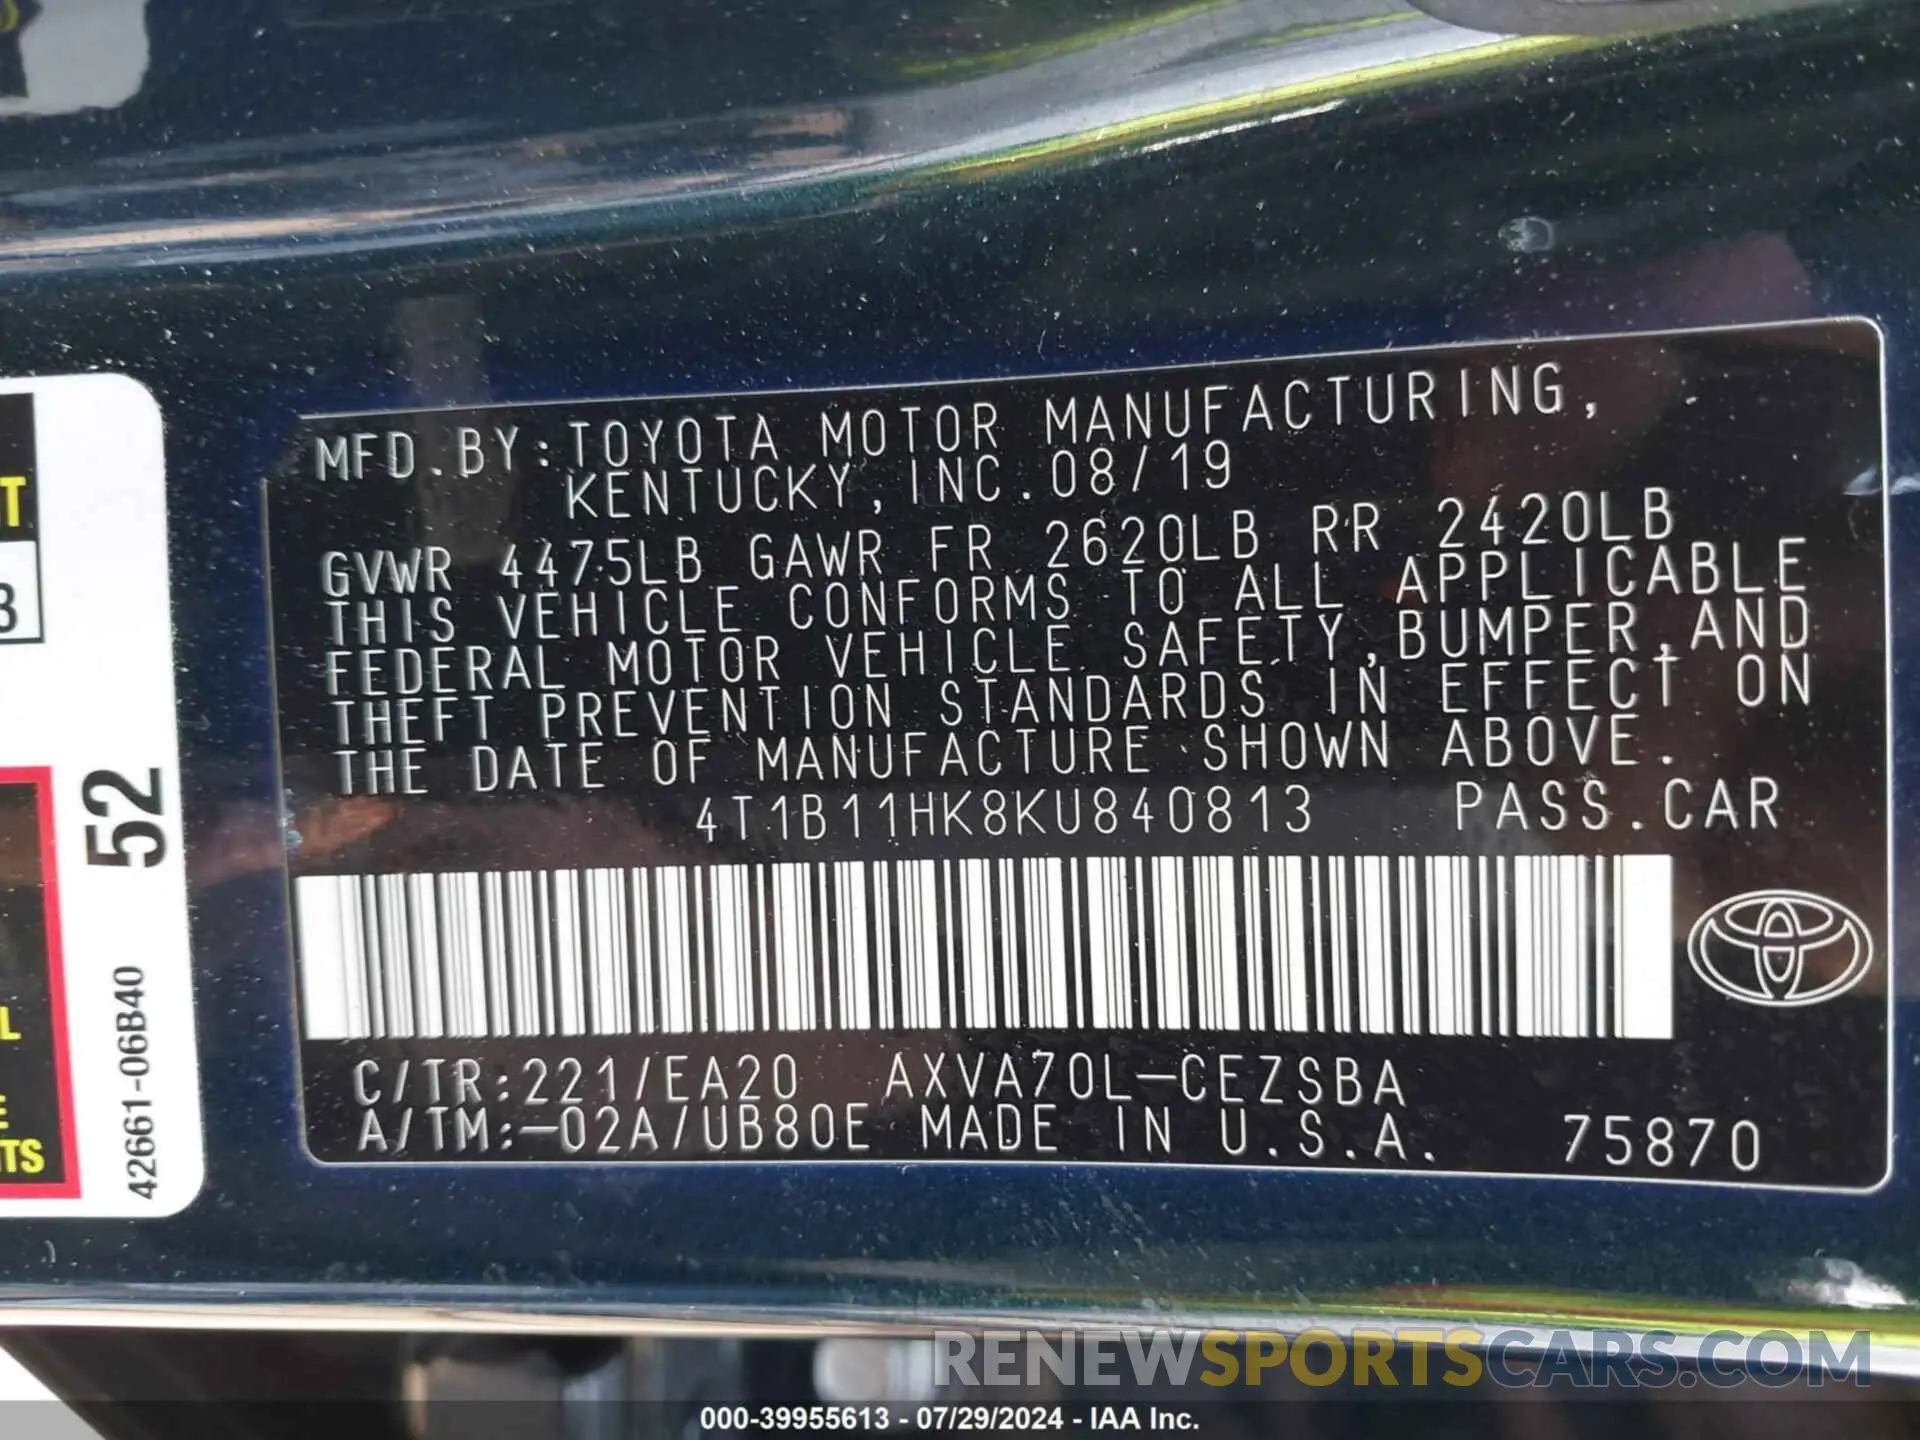 T
3
L
E
TS
52
42661-06B40
MFD.BY:TOYOTA MOTOR MANUFACTURING,
KENTUCKY,INC.08/19
GVWR 4475LB GAWR FR 2620LB RR 2420LB
THIS VEHICLE CONFORMS TO ALL APPLICABLE
FEDERAL MOTOR VEHICLE SAFETY,BUMPER,AND
THEFT PREVENTION STANDARDS IN EFFECT ON
THE DATE OF MANUFACTURE SHOWN ABOVE.
4T1B11HK8KU840813 PASS.CAR
C/TR:221/EA20 AXVA70L-CEZSBA
A/TM:-02A/UB80E MADE IN U.S.A. 75870
RENEWSPORTSCARS.COM
000-39955613 - 07/29/2024 - IAA Inc.